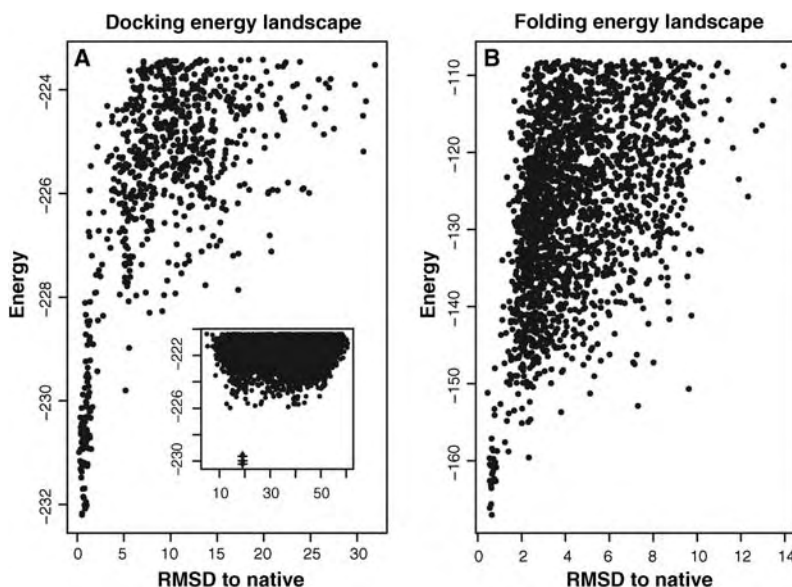 Docking energy landscape
A
Energy
-224
-226
-228
-230
-232
0 5 10 15 20 25 30
RMSD to native
-222
-226
-230
10 30 50
Folding energy landscape
B
Energy
-110
-120
-130
-140
-150
-160
0 2 4 6 8 10 12 14
RMSD to native